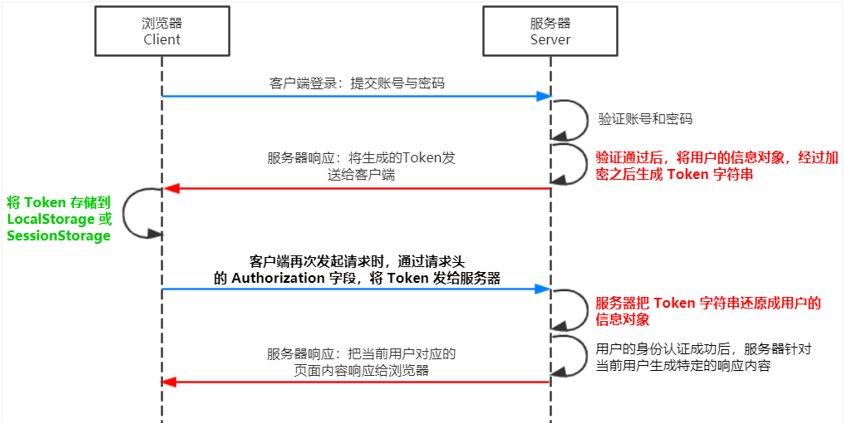 浏览器
Client
服务器
Server
客户端登录：提交账号与密码
验证账号和密码
服务器响应：将生成的Token发
送给客户端
验证通过后，将用户的信息对象，经过加
密之后生成 Token 字符串
将 Token 存储到
LocalStorage 或
SessionStorage
客户端再次发起请求时，通过请求头
的 Authorization 字段，将 Token 发给服务器
服务器把 Token 字符串还原成用户的
信息对象
服务器响应：把当前用户对应的
页面内容响应给浏览器
用户的身份认证成功后，服务器针对
当前用户生成特定的响应内容